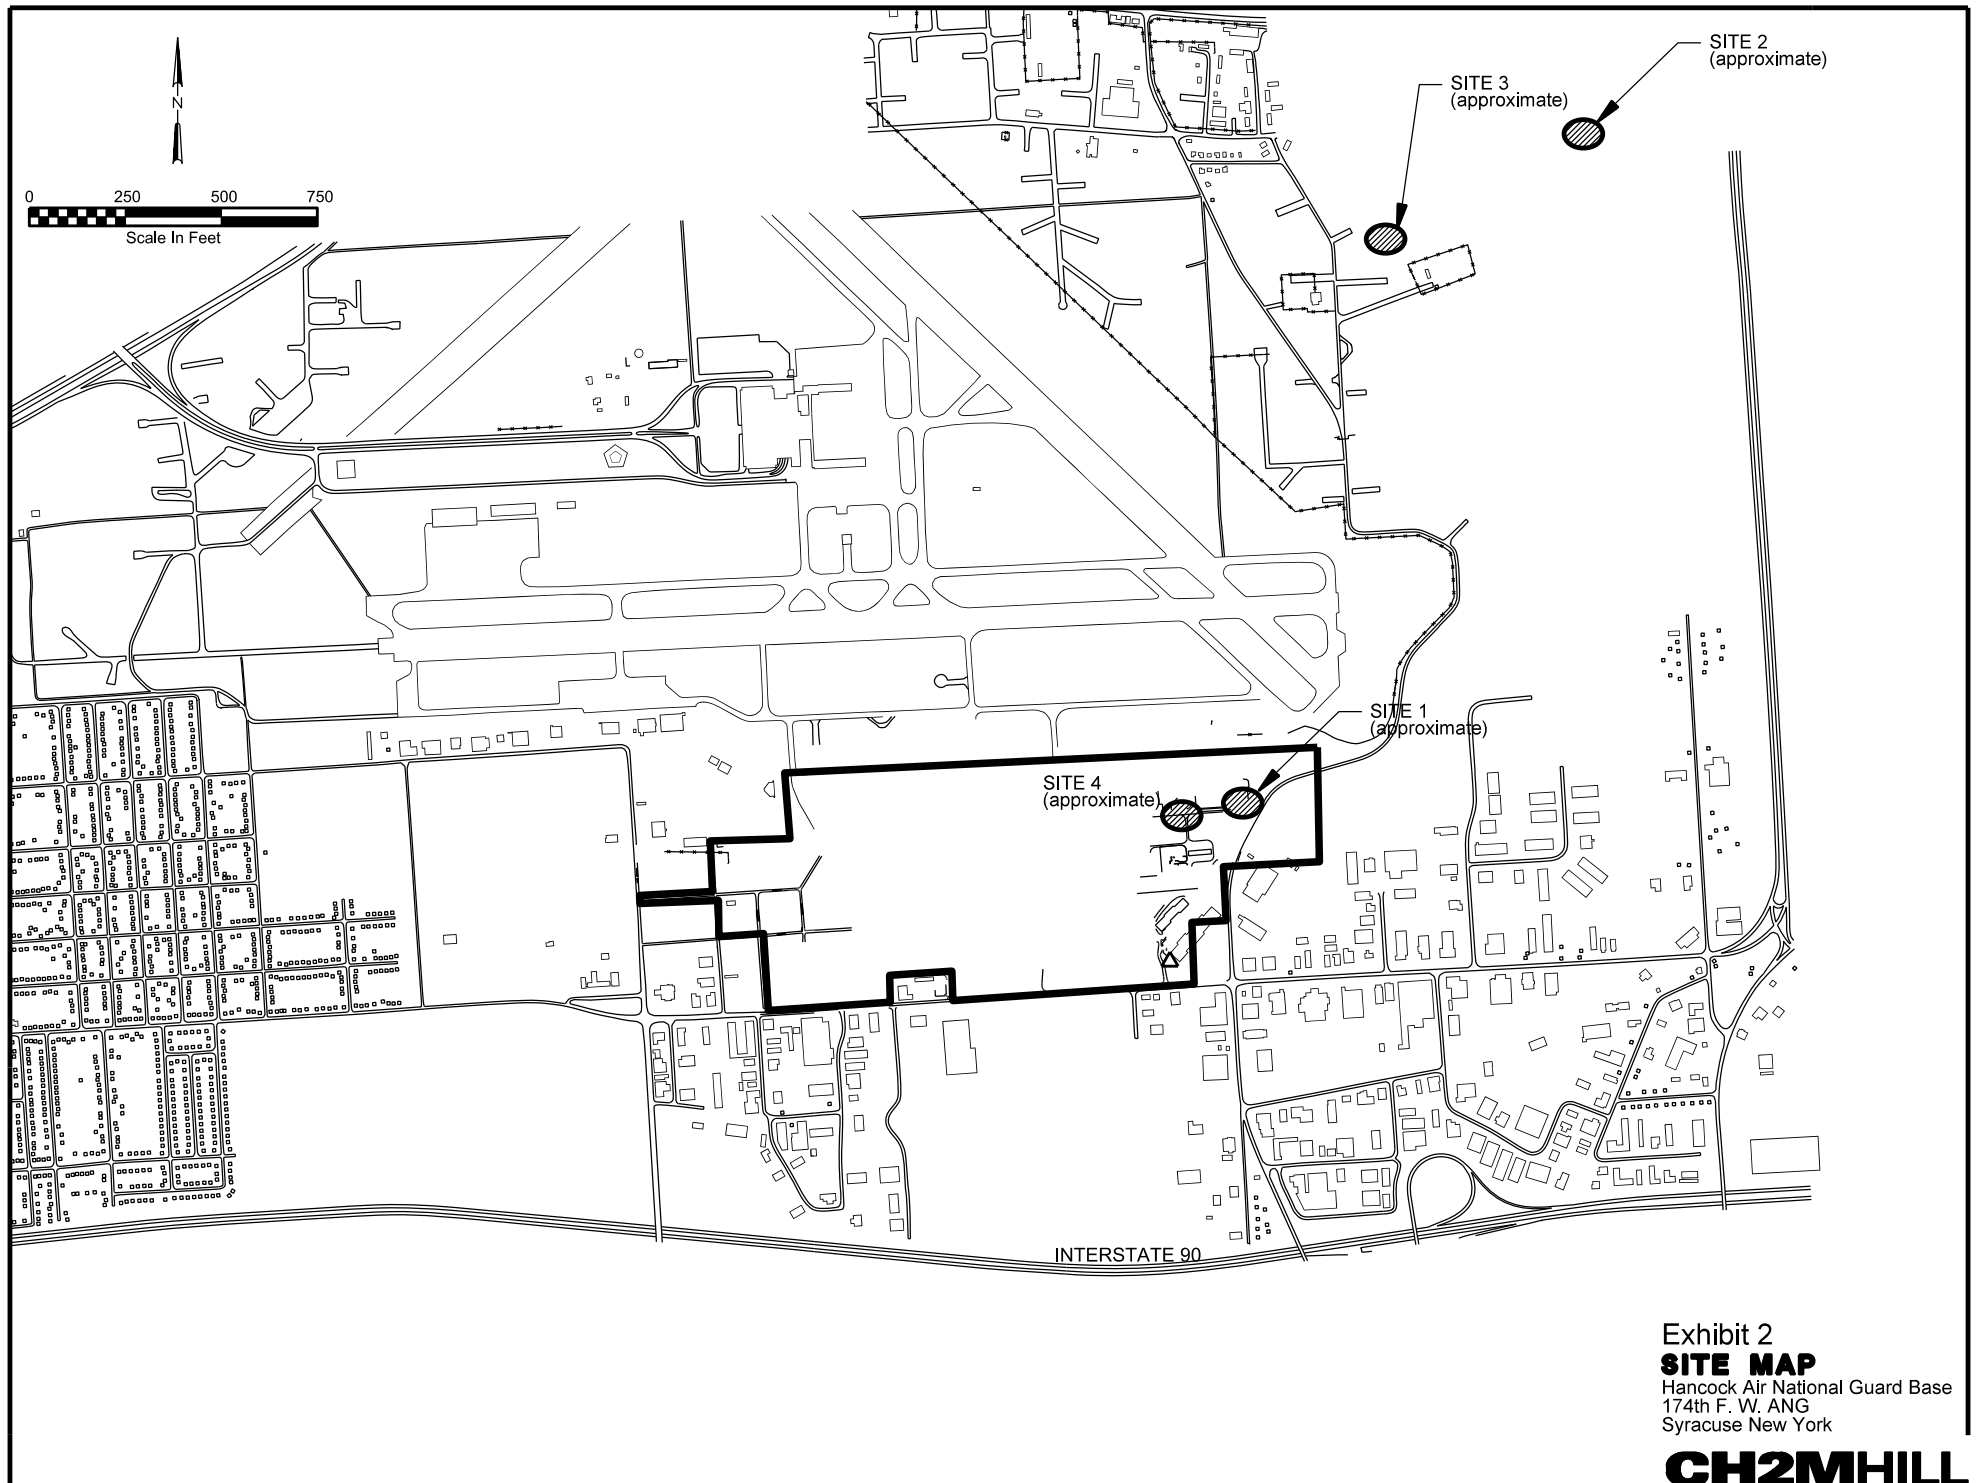 SITE 2
(approximate)
SITE 3
(approximate)
N
0 250 500 750
Scale In Feet
SITE 1
(approximate)
SITE 4
(approximate)
INTERSTATE 90
Exhibit 2
SITE MAP
Hancock Air National Guard Base
174th F. W. ANG
Syracuse New York
CH2MHILL